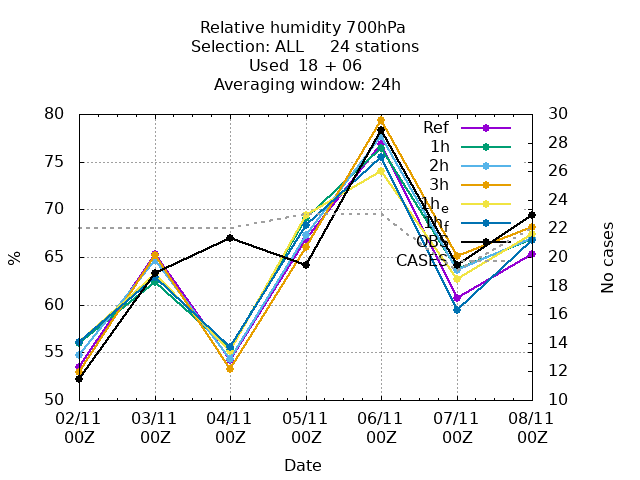 Relative humidity 700hPa
Selection: ALL 24 stations
Used 18 + 06
Averaging window: 24h
80
75
70
65
60
55
50
%
30
28
26
24
22
20
18
16
14
12
10
No cases
Ref
1h
2h
3h
1h_e
1h_f
OBS
CASES
02/11 03/11 04/11 05/11 06/11 07/11 08/11
00Z 00Z 00Z 00Z 00Z 00Z 00Z
Date